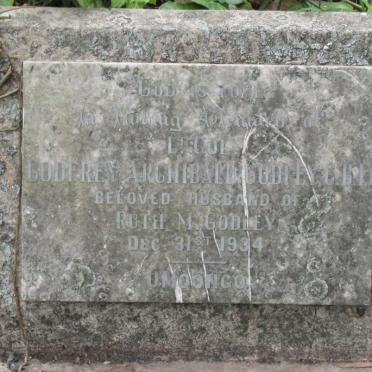 GOD IS LOVE
In Loving Memory of
LT COL
GODFREY ARCHIBALD GODLEY
BELOVED HUSBAND OF
RUTH M. GODLEY
DEC. 31ST 1934
UMDONGO